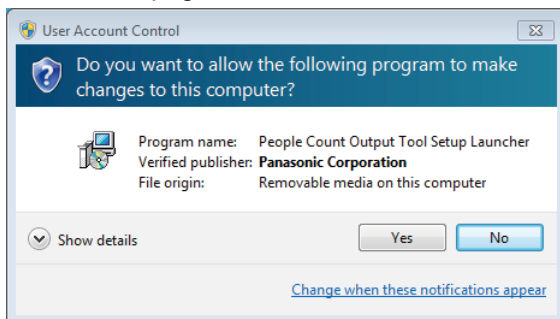 User Account Control
Do you want to allow the following program to make
changes to this computer?
Program name: People Count Output Tool Setup Launcher
Verified publisher: Panasonic Corporation
File origin: Removable media on this computer
Show details
Yes
No
Change when these notifications appear